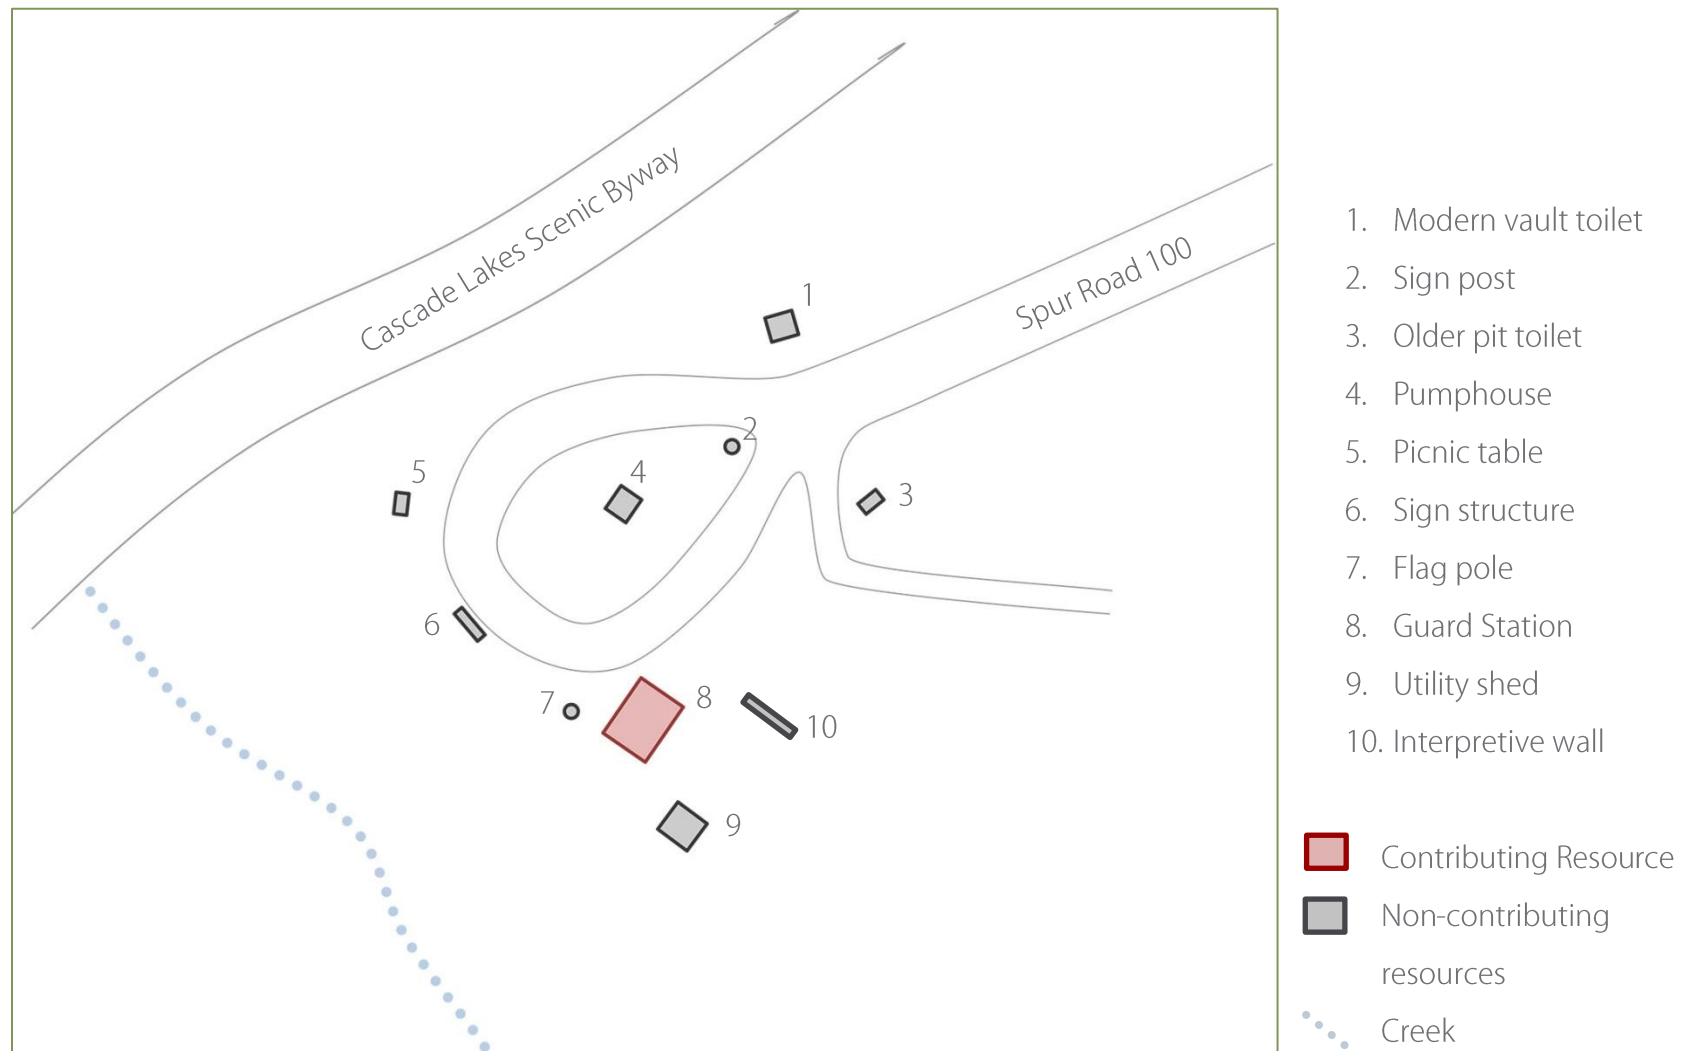 Cascade Lakes Scenic Byway
Spur Road 100
1
2
3
4
5
6
7
8
9
10
1. Modern vault toilet
2. Sign post
3. Older pit toilet
4. Pumphouse
5. Picnic table
6. Sign structure
7. Flag pole
8. Guard Station
9. Utility shed
10. Interpretive wall
Contributing Resource
Non-contributing
resources
Creek